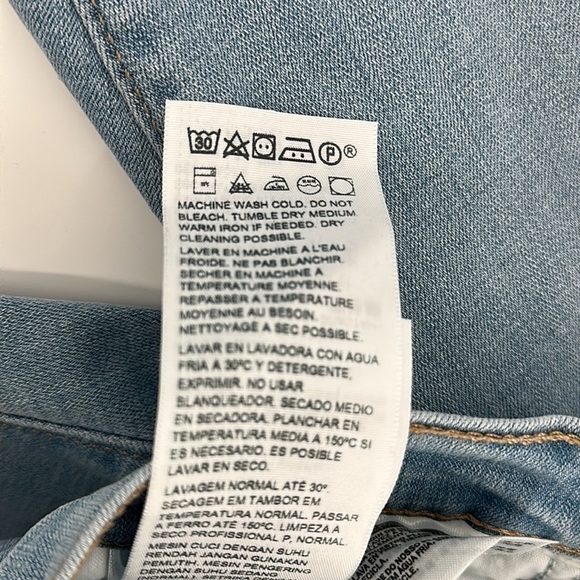 30 P ®
MACHINE WASH COLD. DO NOT
BLEACH. TUMBLE DRY MEDIUM.
WARM IRON IF NEEDED. DRY
CLEANING POSSIBLE.
LAVER EN MACHINE A L'EAU
FROIDE. NE PAS BLANCHIR.
SECHER EN MACHINE A
TEMPERATURE MOYENNE.
REPASSER A TEMPERATURE
MOYENNE AU BESOIN.
NETTOYAGE A SEC POSSIBLE.
LAVAR EN LAVADORA CON AGUA
FRIA A 30ºC Y DETERGENTE,
EXPRIMIR. NO USAR
BLANQUEADOR. SECADO MEDIO
EN SECADORA. PLANCHAR EN
TEMPERATURA MEDIA A 150ºC SI
ES NECESARIO. ES POSIBLE
LAVAR EN SECO.
LAVAGEM NORMAL ATÉ 30º.
SECAGEM EM TAMBOR EM
TEMPERATURA NORMAL. PASSAR
A FERRO ATÉ 150ºC. LIMPEZA A
SECO PROFISSIONAL P, NORMAL.
MESIN CUCI DENGAN SUHU
RENDAH JANGAN GUNAKAN
PEMUTIH. MESIN PENGERING
DENGAN SUHU SEDANG